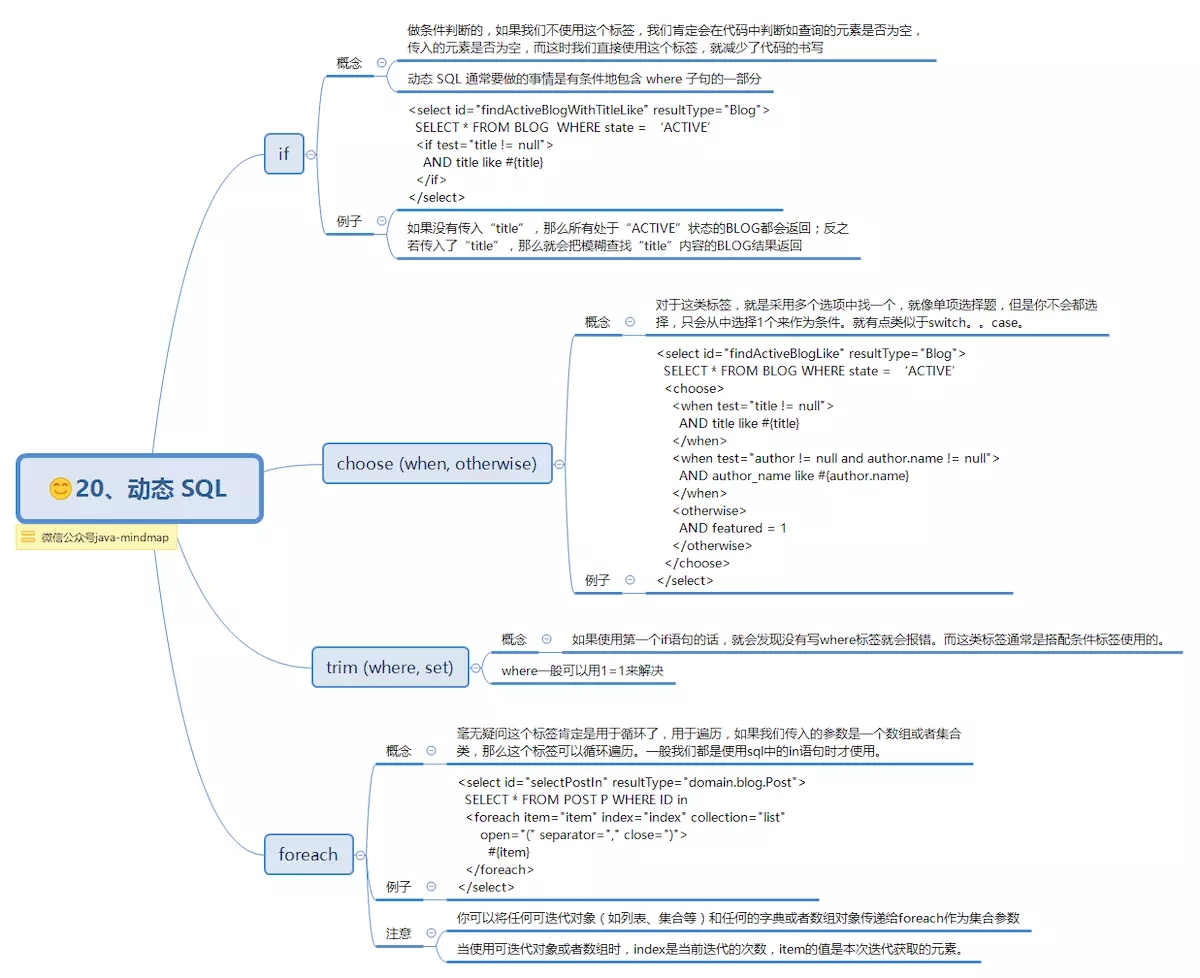 😊20、动态 SQL
微信公众号java-mindmap
if
概念
做条件判断的，如果我们不使用这个标签，我们肯定会在代码中判断如查询的元素是否为空，
传入的元素是否为空，而这时我们直接使用这个标签，就减少了代码的书写
动态 SQL 通常要做的事情是有条件地包含 where 子句的一部分
例子
<select id="findActiveBlogWithTitleLike" resultType="Blog">
SELECT * FROM BLOG  WHERE state = ‘ACTIVE’
<if test="title != null">
AND title like #{title}
</if>
</select>
如果没有传入“title”，那么所有处于“ACTIVE”状态的BLOG都会返回；反之
若传入了“title”，那么就会把模糊查找“title”内容的BLOG结果返回
choose (when, otherwise)
概念
对于这类标签，就是采用多个选项中找一个，就像单项选择题，但是你不会都选
择，只会从中选择1个来作为条件。就有点类似于switch。。case。
例子
<select id="findActiveBlogLike" resultType="Blog">
SELECT * FROM BLOG WHERE state = ‘ACTIVE’
<choose>
<when test="title != null">
AND title like #{title}
</when>
<when test="author != null and author.name != null">
AND author_name like #{author.name}
</when>
<otherwise>
AND featured = 1
</otherwise>
</choose>
</select>
trim (where, set)
概念
如果使用第一个if语句的话，就会发现没有写where标签就会报错。而这类标签通常是搭配条件标签使用的。
where一般可以用1=1来解决
foreach
概念
毫无疑问这个标签肯定是用于循环了，用于遍历，如果我们传入的参数是一个数组或者集合
类，那么这个标签可以循环遍历。一般我们都是使用sql中的in语句时才使用。
例子
<select id="selectPostIn" resultType="domain.blog.Post">
SELECT * FROM POST P WHERE ID in
<foreach item="item" index="index" collection="list"
open="(" separator="," close=")">
#{item}
</foreach>
</select>
注意
你可以将任何可迭代对象（如列表、集合等）和任何的字典或者数组对象传递给foreach作为集合参数
当使用可迭代对象或者数组时，index是当前迭代的次数，item的值是本次迭代获取的元素。